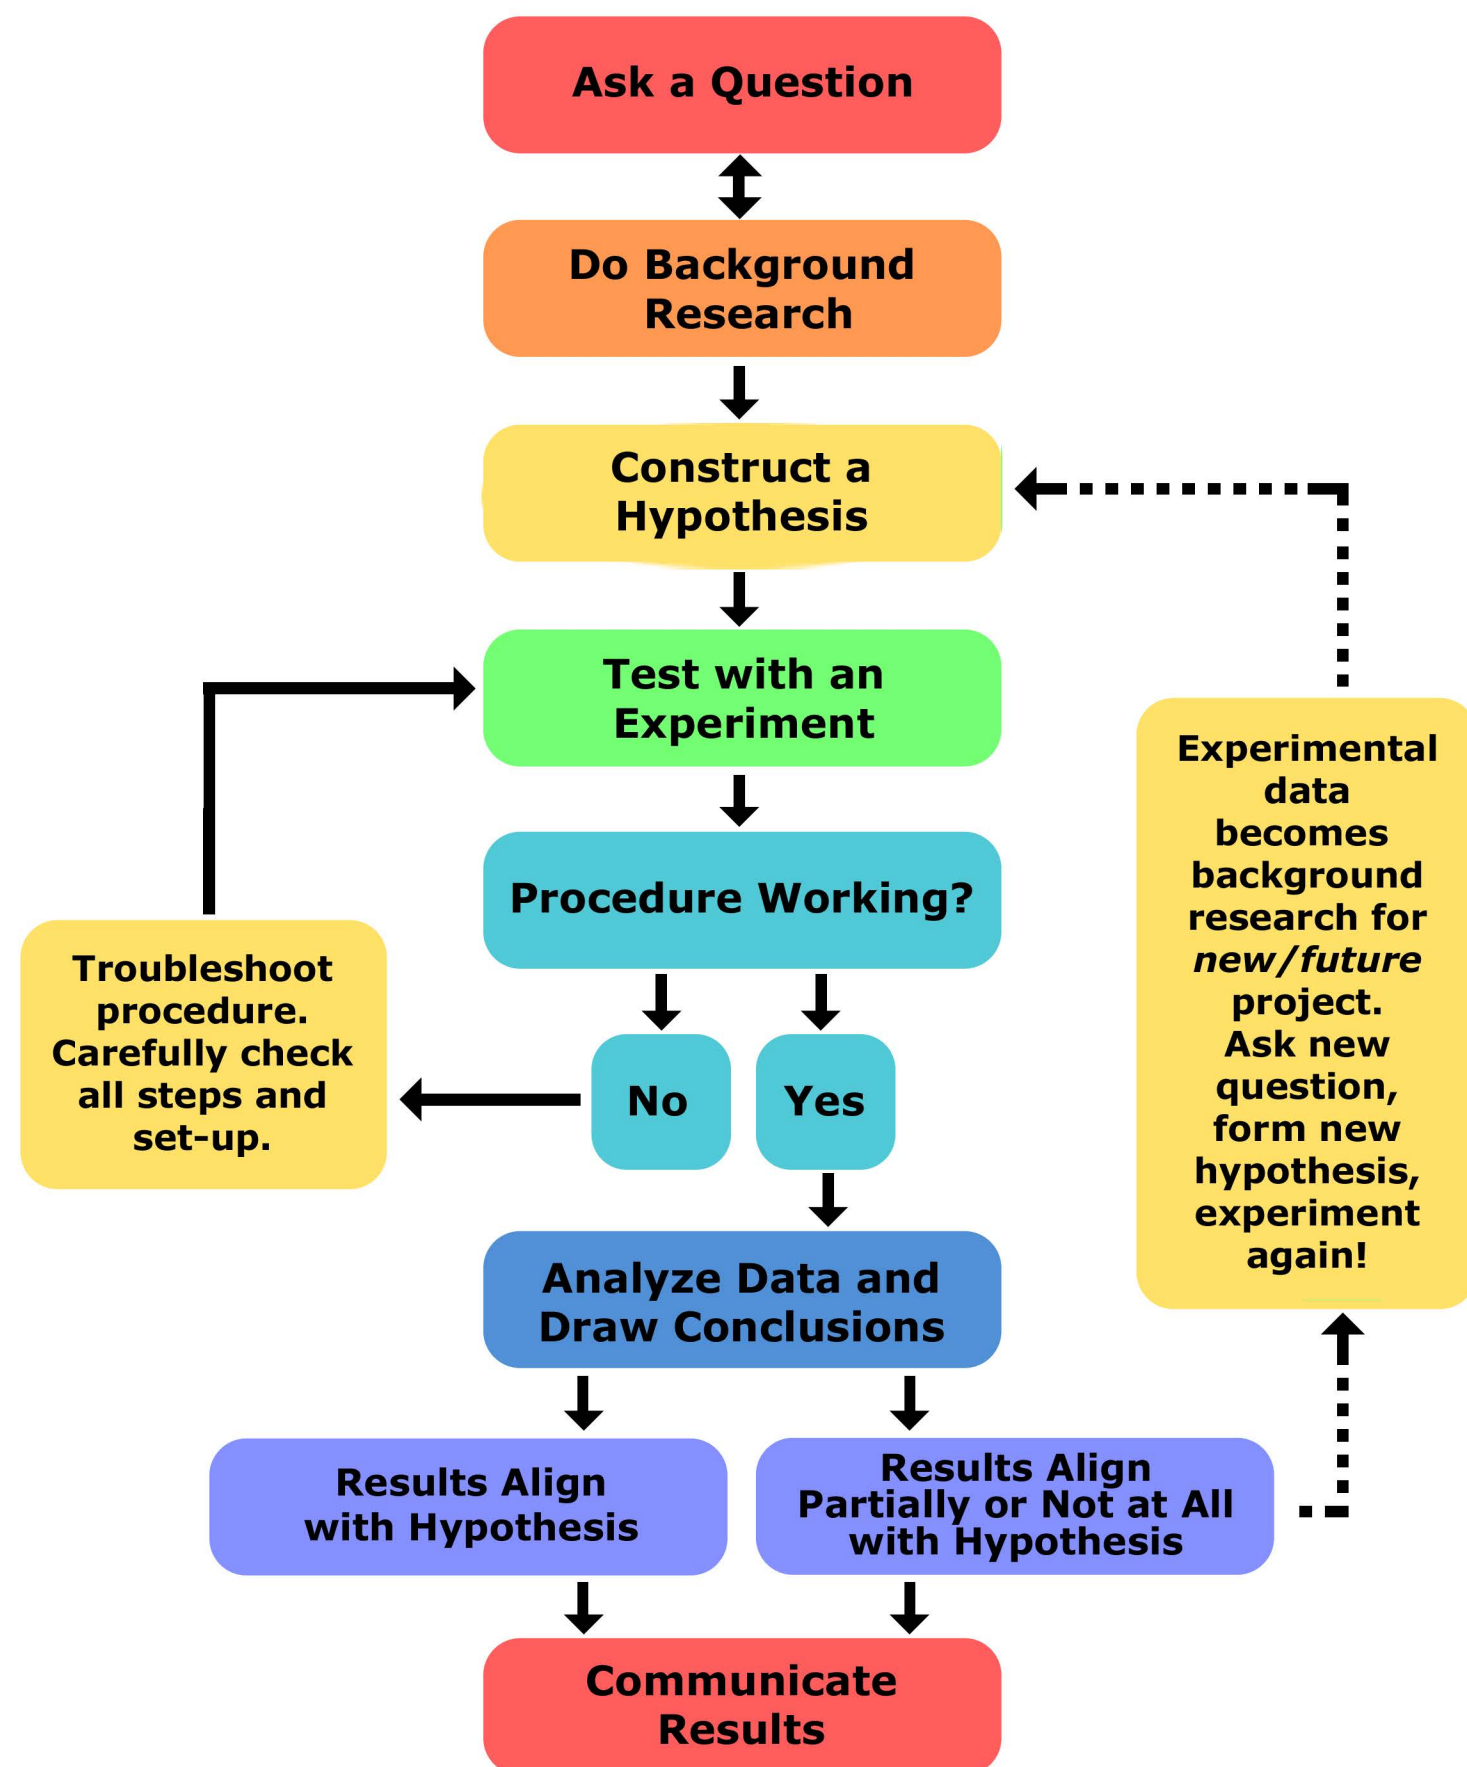 Ask a Question
Do Background
Research
Construct a
Hypothesis
Test with an
Experiment
Procedure Working?
No
Yes
Troubleshoot
procedure.
Carefully check
all steps and
set-up.
Analyze Data and
Draw Conclusions
Results Align
with Hypothesis
Results Align
Partially or Not at All
with Hypothesis
Experimental
data
becomes
background
research for
new/future
project.
Ask new
question,
form new
hypothesis,
experiment
again!
Communicate
Results